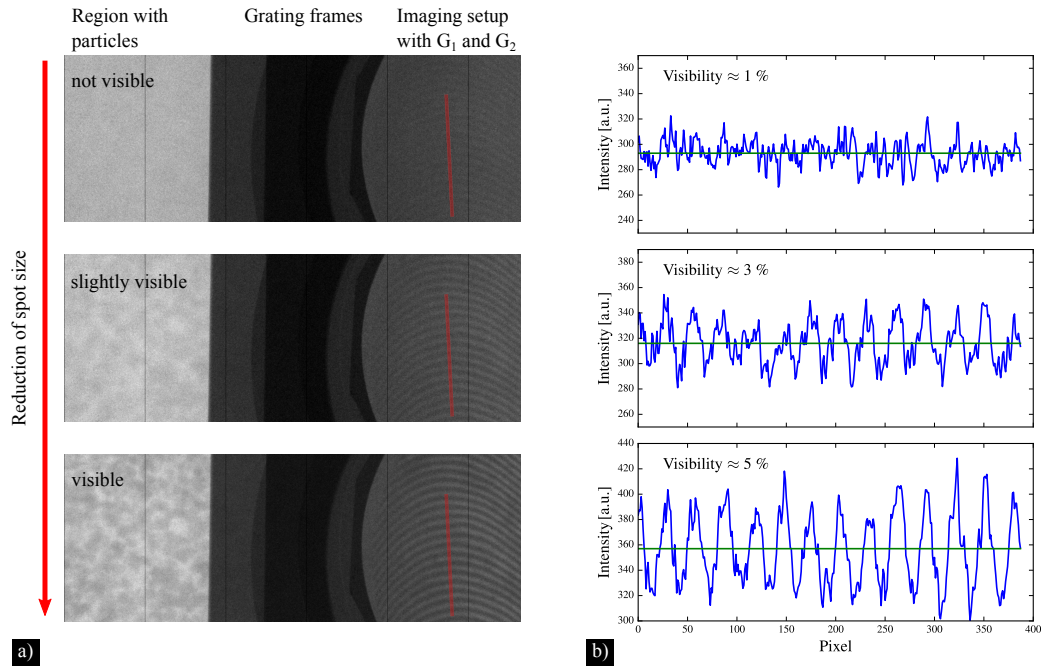 Region with
particles
Grating frames
Imaging setup
with G₁ and G₂
not visible
slightly visible
visible
Reduction of spot size
a)
Visibility ≈ 1 %
Intensity [a.u.]
360
340
320
300
280
260
240
Visibility ≈ 3 %
Intensity [a.u.]
380
360
340
320
300
280
260
Visibility ≈ 5 %
Intensity [a.u.]
440
420
400
380
360
340
320
300
0 50 100 150 200 250 300 350 400
Pixel
b)